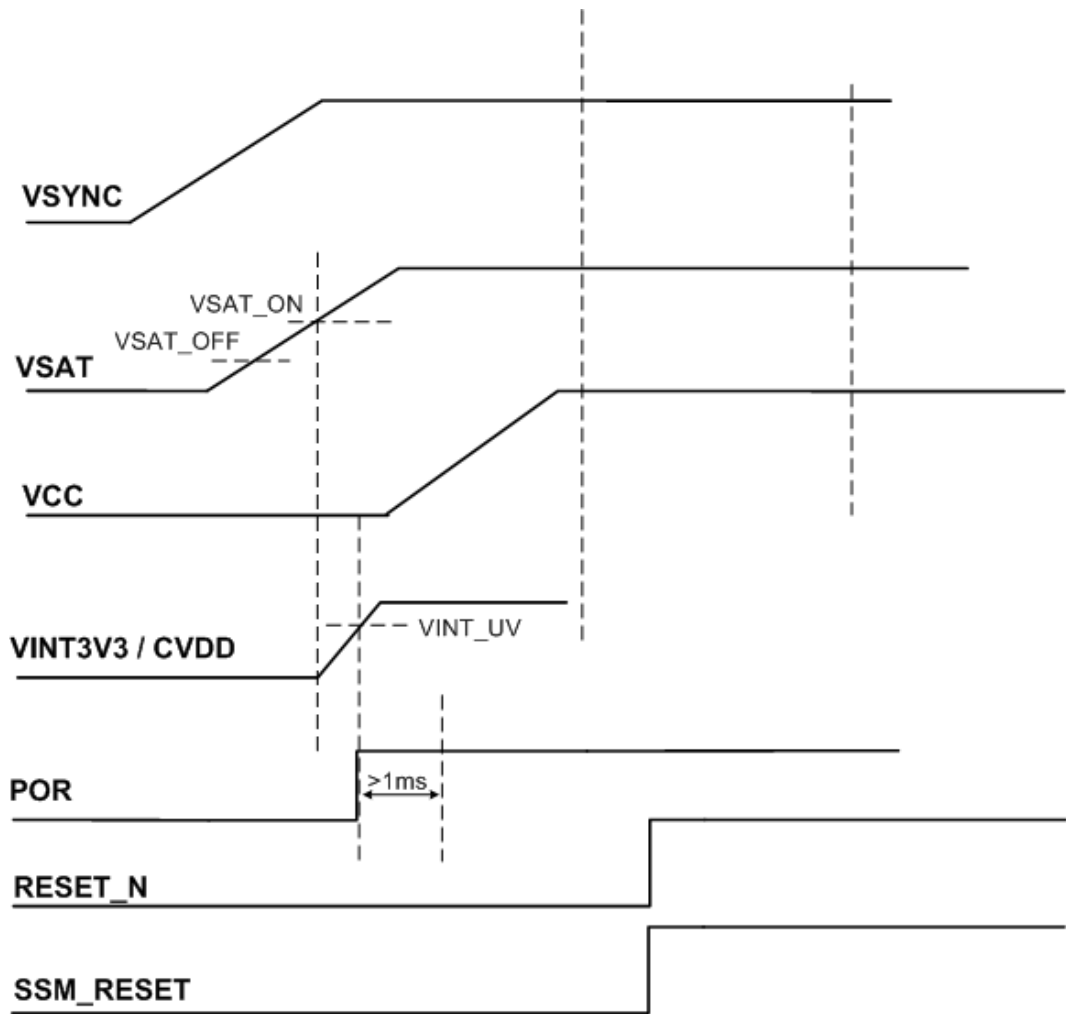 VSYNC
VSAT_ON
VSAT_OFF
VSAT
VCC
VINT_UV
VINT3V3 / CVDD
>1ms
POR
RESET_N
SSM_RESET